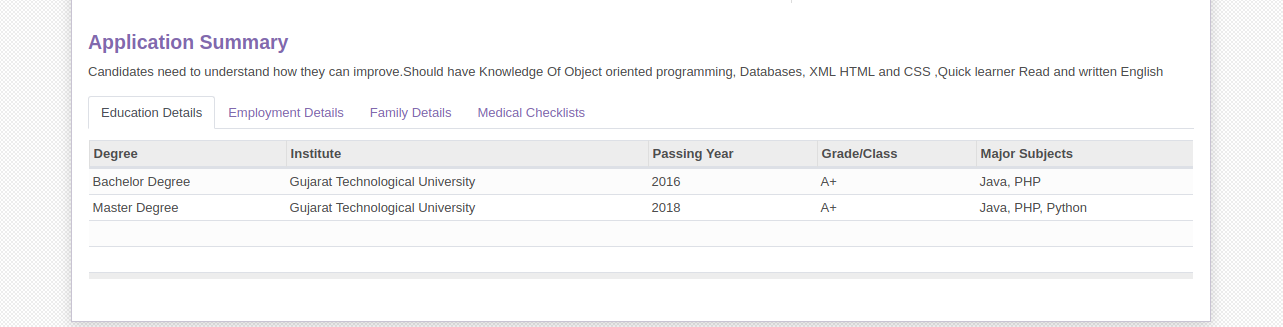 Application Summary
Candidates need to understand how they can improve.Should have Knowledge Of Object oriented programming, Databases, XML HTML and CSS ,Quick learner Read and written English
Education Details Employment Details Family Details Medical Checklists
Degree Institute Passing Year Grade/Class Major Subjects
Bachelor Degree Gujarat Technological University 2016 A+ Java, PHP
Master Degree Gujarat Technological University 2018 A+ Java, PHP, Python